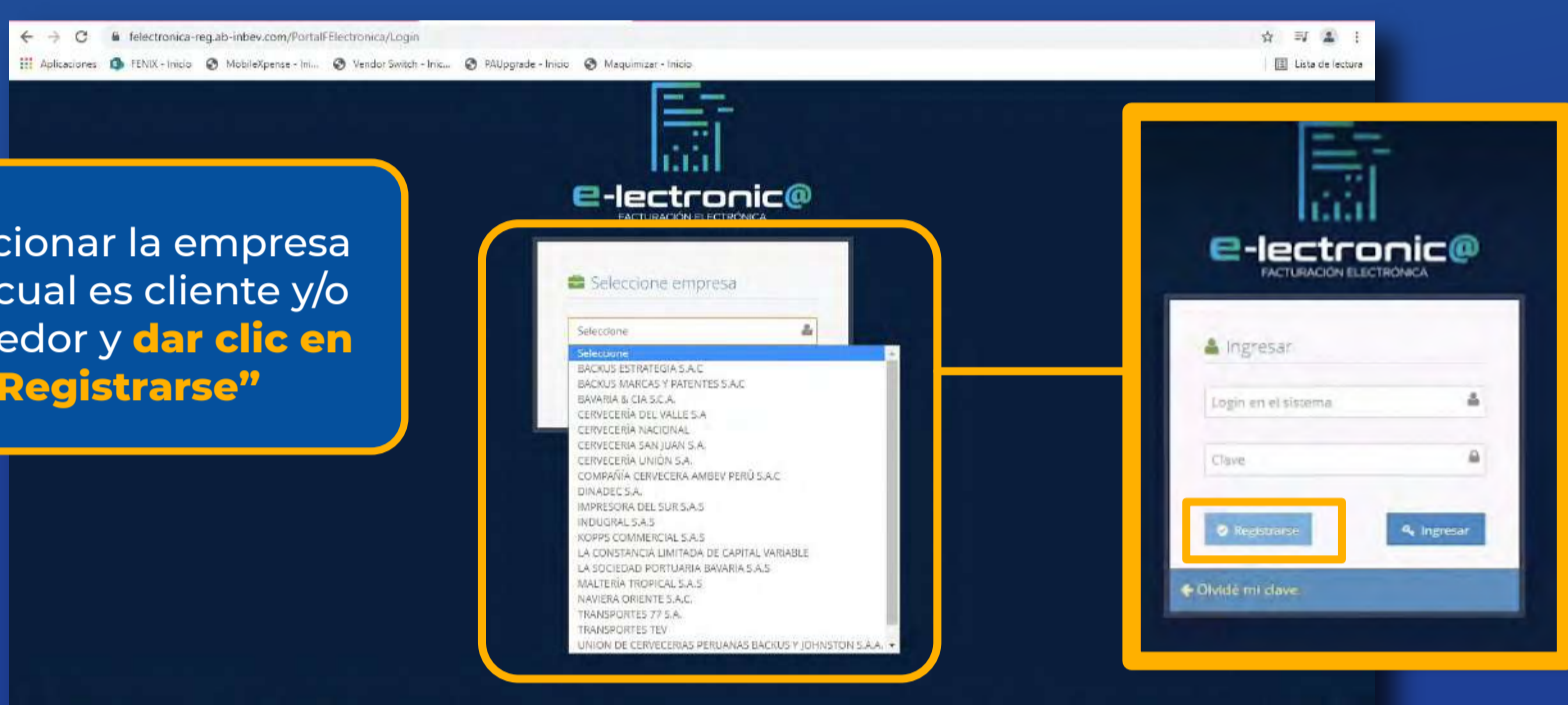 felectronica-reg.ab-inbev.com/PortalFElectronica/Login
Aplicaciones FENIX - Inicio MobileXpense - Ini... Vendor Switch - Inic... PAUpgrade - Inicio Maquimizar - Inicio Lista de lectura
cionar la empresa
cual es cliente y/o
edor y dar clic en
Registrarse”
e-lectronic@
FACTURACIÓN ELECTRÓNICA
Seleccione empresa
Seleccione
Seleccione
BACKUS ESTRATEGIA S.A.C
BACKUS MARCAS Y PATENTES S.A.C
BAVARIA & CIA S.C.A.
CERVECERÍA DEL VALLE S.A
CERVECERÍA NACIONAL
CERVECERIA SAN JUAN S.A.
CERVECERÍA UNIÓN S.A.
COMPAÑÍA CERVECERA AMBEV PERÚ S.A.C
DINADEC S.A.
IMPRESORA DEL SUR S.A.S
INDUGRAL S.A.S
KOPPS COMMERCIAL S.A.S
LA CONSTANCIA LIMITADA DE CAPITAL VARIABLE
LA SOCIEDAD PORTUARIA BAVARIA S.A.S
MALTERÍA TROPICAL S.A.S
NAVIERA ORIENTE S.A.C.
TRANSPORTES 77 S.A.
TRANSPORTES TEV
UNION DE CERVECERIAS PERUANAS BACKUS Y JOHNSTON S.A.A.
e-lectronic@
FACTURACIÓN ELECTRÓNICA
Ingresar
Login en el sistema
Clave
Registrarse
Ingresar
Olvidé mi clave